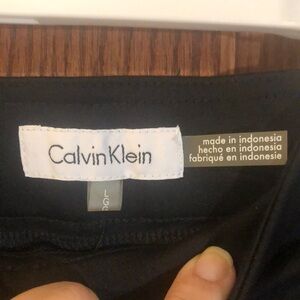 Calvin Klein
made in indonesia
hecho en indonesia
fabriqué en indonesie
L
G